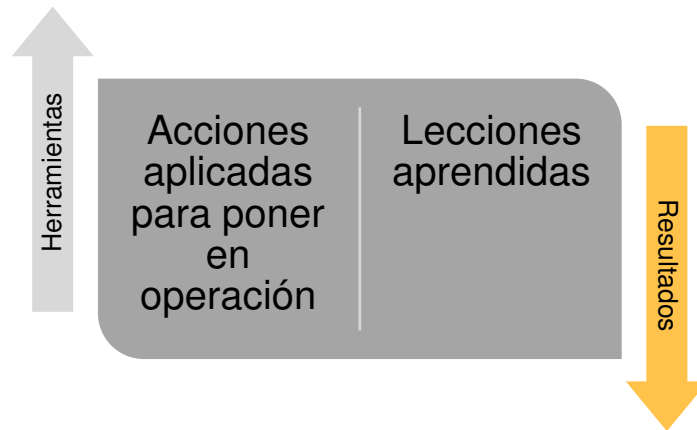 Herramientas
Acciones
aplicadas
para poner
en
operación
Lecciones
aprendidas
Resultados